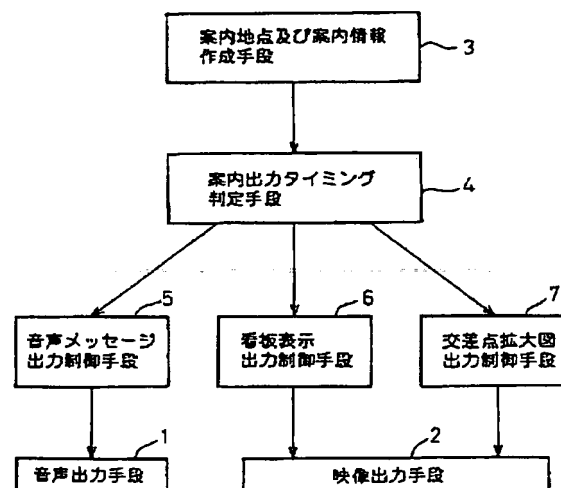 案内地点及び案内情報
作成手段
3
案内出力タイミング
判定手段
4
5
6
7
音声メッセージ
出力制御手段
看板表示
出力制御手段
交差点拡大図
出力制御手段
1
2
音声出力手段
映像出力手段